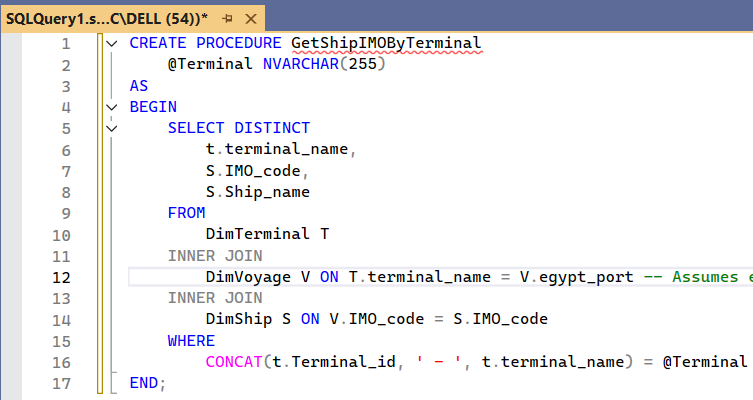 SQLQuery1.s...C\DELL (54))*
1 CREATE PROCEDURE GetShipIMOByTerminal
2 @Terminal NVARCHAR(255)
3 AS
4 BEGIN
5 SELECT DISTINCT
6 t.terminal_name,
7 S.IMO_code,
8 S.Ship_name
9 FROM
10 DimTerminal T
11 INNER JOIN
12 DimVoyage V ON T.terminal_name = V.egypt_port -- Assumes e
13 INNER JOIN
14 DimShip S ON V.IMO_code = S.IMO_code
15 WHERE
16 CONCAT(t.Terminal_id, ' - ', t.terminal_name) = @Terminal
17 END;